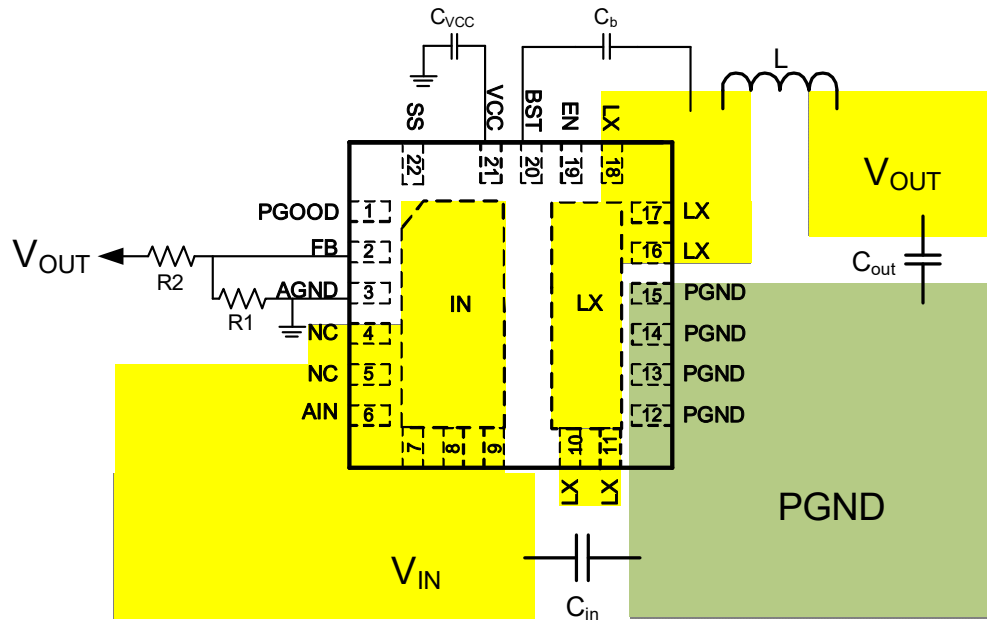 CVCC
Cb
L
SS
VCC
BST
EN
LX
22
21
20
19
18
VOUT
PGOOD 1
17 LX
VOUT
R2
FB 2
16 LX
Cout
R1
AGND 3
IN
LX
15 PGND
NC 4
14 PGND
NC 5
13 PGND
AIN 6
12 PGND
7
8
9
10
11
LX
LX
PGND
VIN
Cin